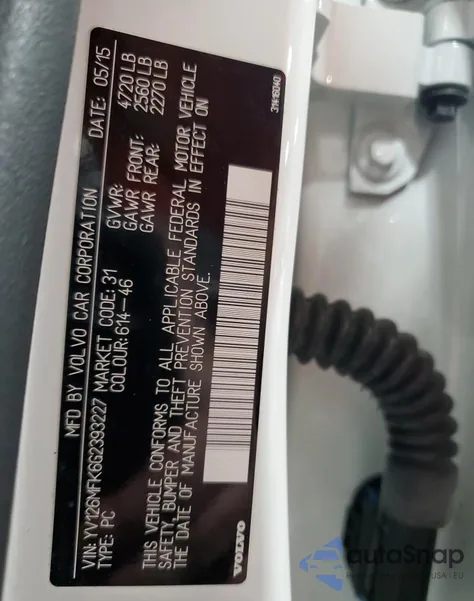 MFD BY VOLVO CAR CORPORATION DATE: 05/15
VIN: YV126MFK662393227 MARKET CODE: 31 GVWR: 4720 LB
TYPE: PC COLOUR: 614-46 GAWR FRONT: 2560 LB
GAWR REAR: 2270 LB
THIS VEHICLE CONFORMS TO ALL APPLICABLE FEDERAL MOTOR VEHICLE
SAFETY, BUMPER AND THEFT PREVENTION STANDARDS IN EFFECT ON
THE DATE OF MANUFACTURE SHOWN ABOVE.
VOLVO
31416040
autoSnap